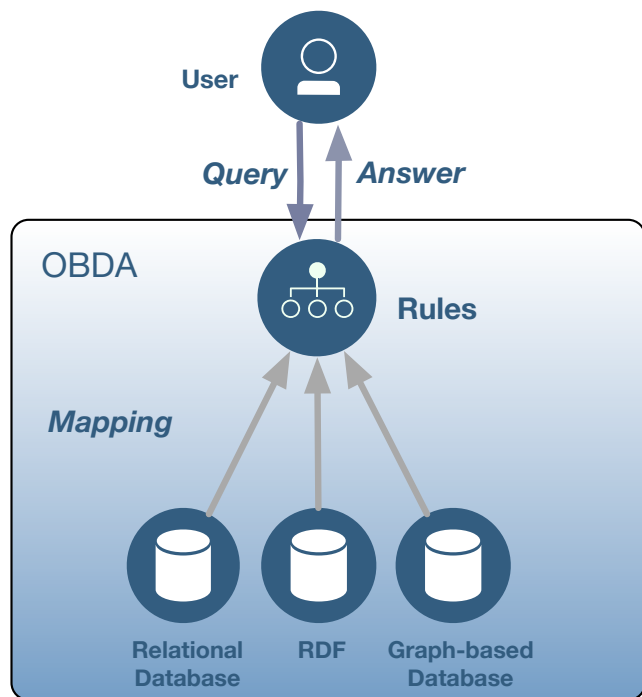 User
Query
Answer
OBDA
Rules
Mapping
Relational
Database
RDF
Graph-based
Database